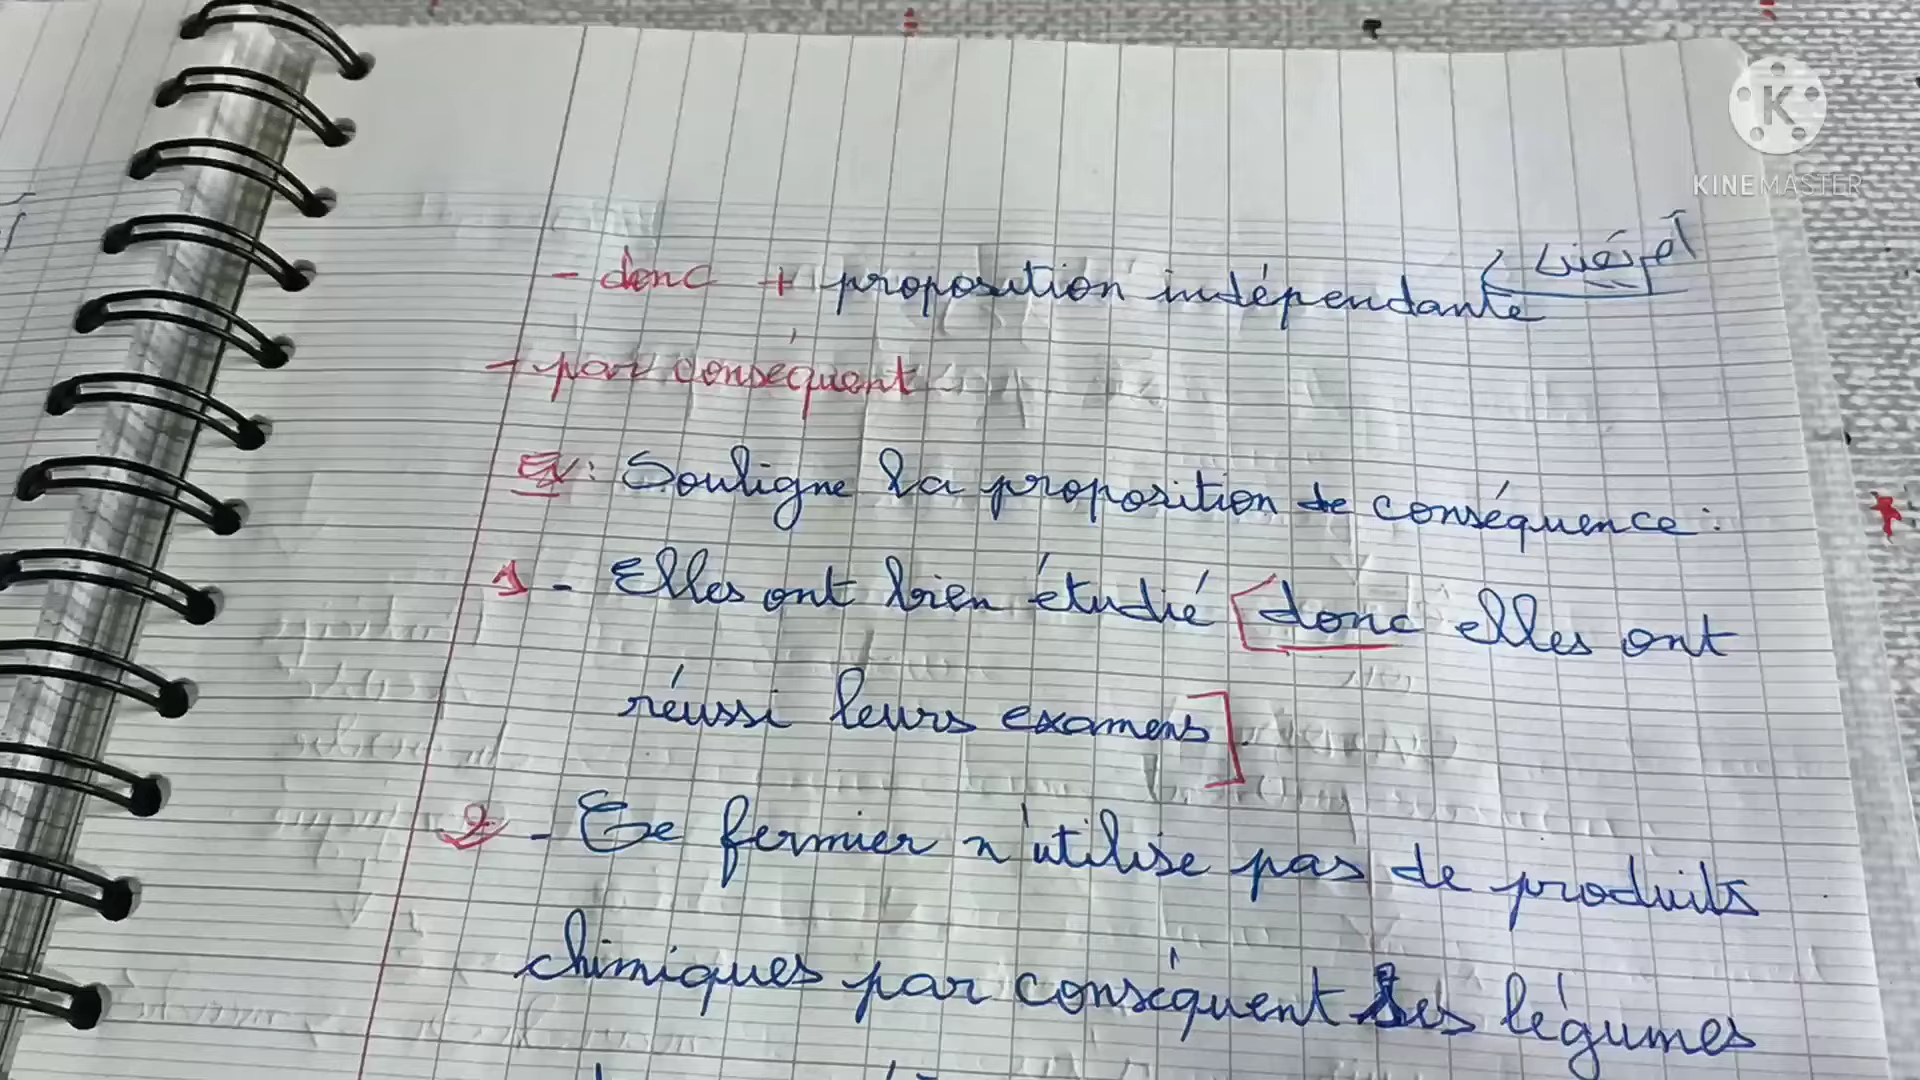 KINEMASTER
- donc + proposition indépendante
- par conséquent
Ex: Souligne la proposition de conséquence :
1 - Elles ont bien étudié [donc elles ont
réussi leurs examens].
2 - Ce fermier n'utilise pas de produits
chimiques par conséquent ses légumes